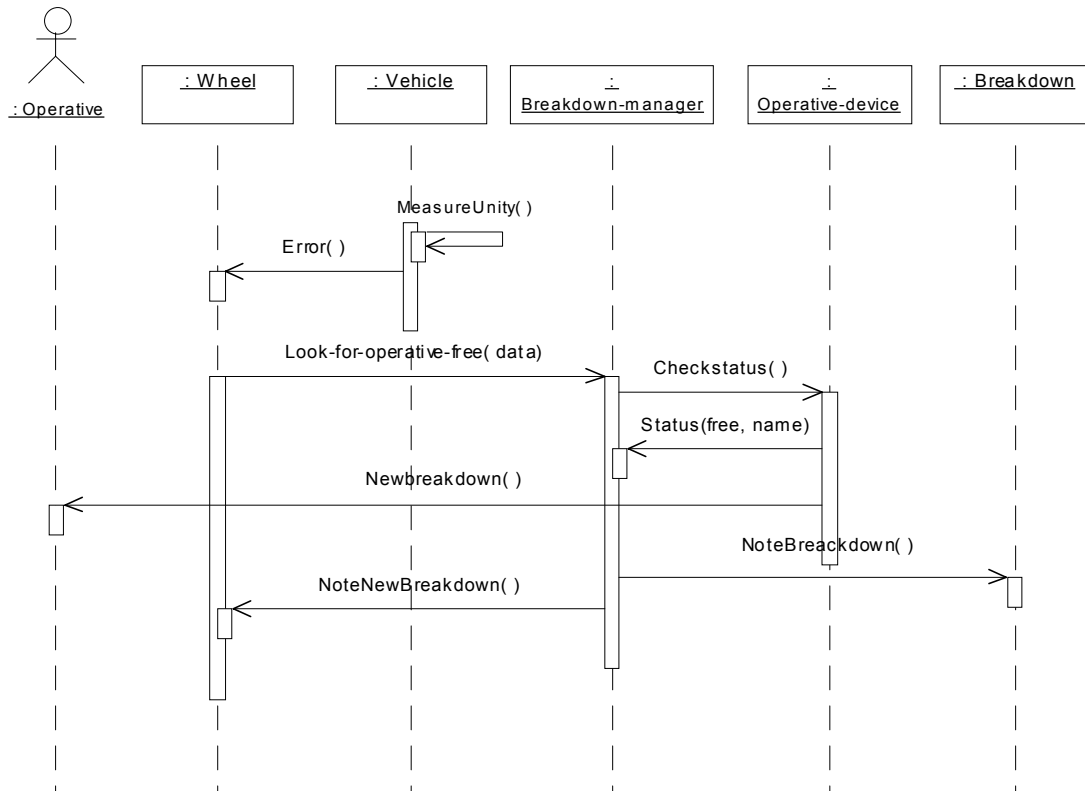 : Operative
: Wheel
: Vehicle
:
Breakdown-manager
:
Operative-device
: Breakdown
MeasureUnity( )
Error( )
Look-for-operative-free( data)
Checkstatus( )
Status(free, name)
Newbreakdown( )
NoteBreackdown( )
NoteNewBreakdown( )